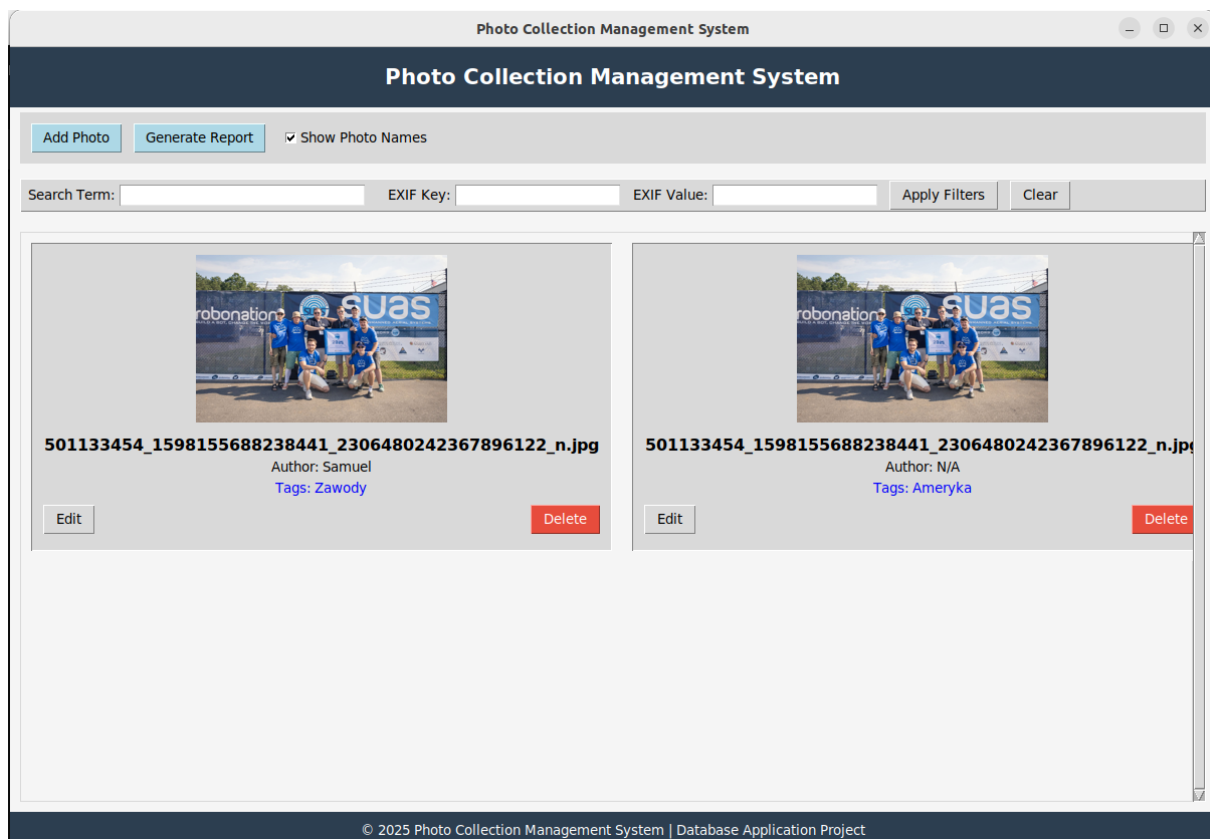 Photo Collection Management System
Photo Collection Management System
Add Photo Generate Report Show Photo Names
Search Term: EXIF Key: EXIF Value: Apply Filters Clear
robonation SUAS
501133454_1598155688238441_2306480242367896122_n.jpg
Author: Samuel
Tags: Zawody
Edit Delete
robonation SUAS
501133454_1598155688238441_2306480242367896122_n.jpg
Author: N/A
Tags: Ameryka
Edit Delete
© 2025 Photo Collection Management System | Database Application Project